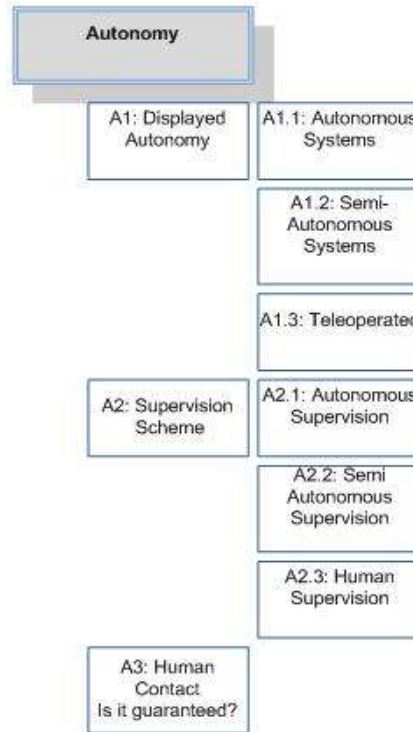 Autonomy
A1: Displayed
Autonomy
A1.1: Autonomous
Systems
A1.2: Semi-
Autonomous
Systems
A1.3: Teleoperated
A2: Supervision
Scheme
A2.1: Autonomous
Supervision
A2.2: Semi
Autonomous
Supervision
A2.3: Human
Supervision
A3: Human
Contact
Is it guaranteed?